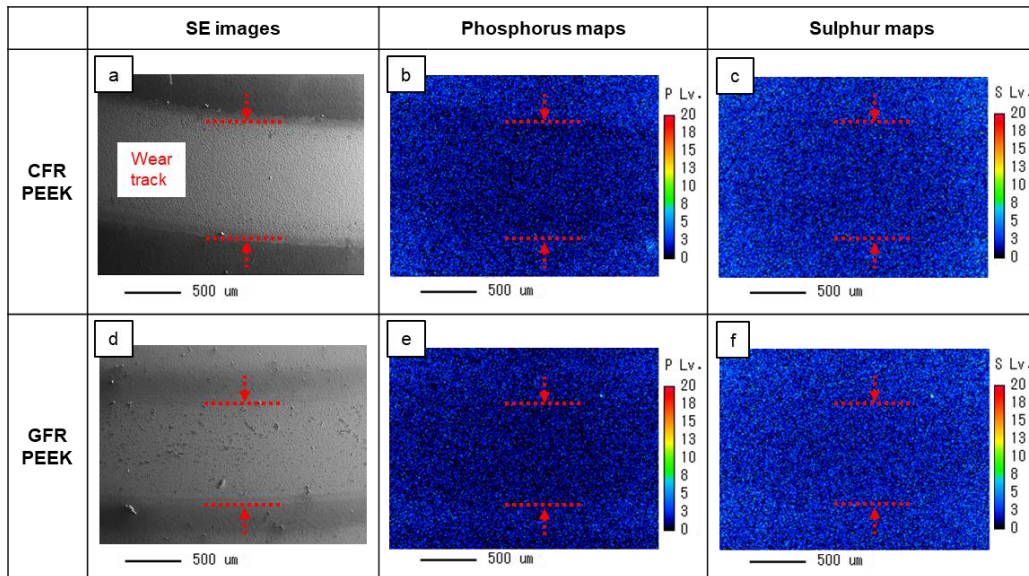 SE images
Phosphorus maps
Sulphur maps
CFR
PEEK
a
Wear
track
500 um
b
P Lv.
20
18
15
13
10
8
5
3
0
500 um
c
S Lv.
20
18
15
13
10
8
5
3
0
500 um
GFR
PEEK
d
500 um
e
P Lv.
20
18
15
13
10
8
5
3
0
500 um
f
S Lv.
20
18
15
13
10
8
5
3
0
500 um